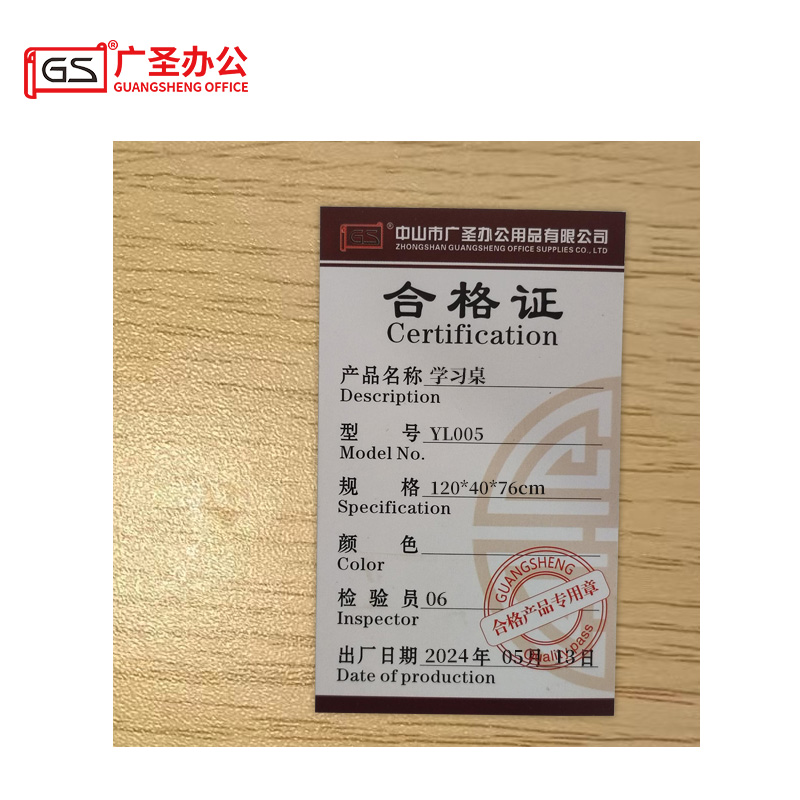 GS®广圣办公
GUANGSHENG OFFICE
GS®中山市广圣办公用品有限公司
ZHONGSHAN GUANGSHENG OFFICE SUPPLIES CO., LTD
合格证
Certification
产品名称 学习桌
Description
型 号 YL005
Model No.
规 格 120*40*76cm
Specification
颜 色
Color
检验员 06
Inspector
GUANGSHENG
合格产品专用章
Quality pass
出厂日期 2024年 05月 13日
Date of production